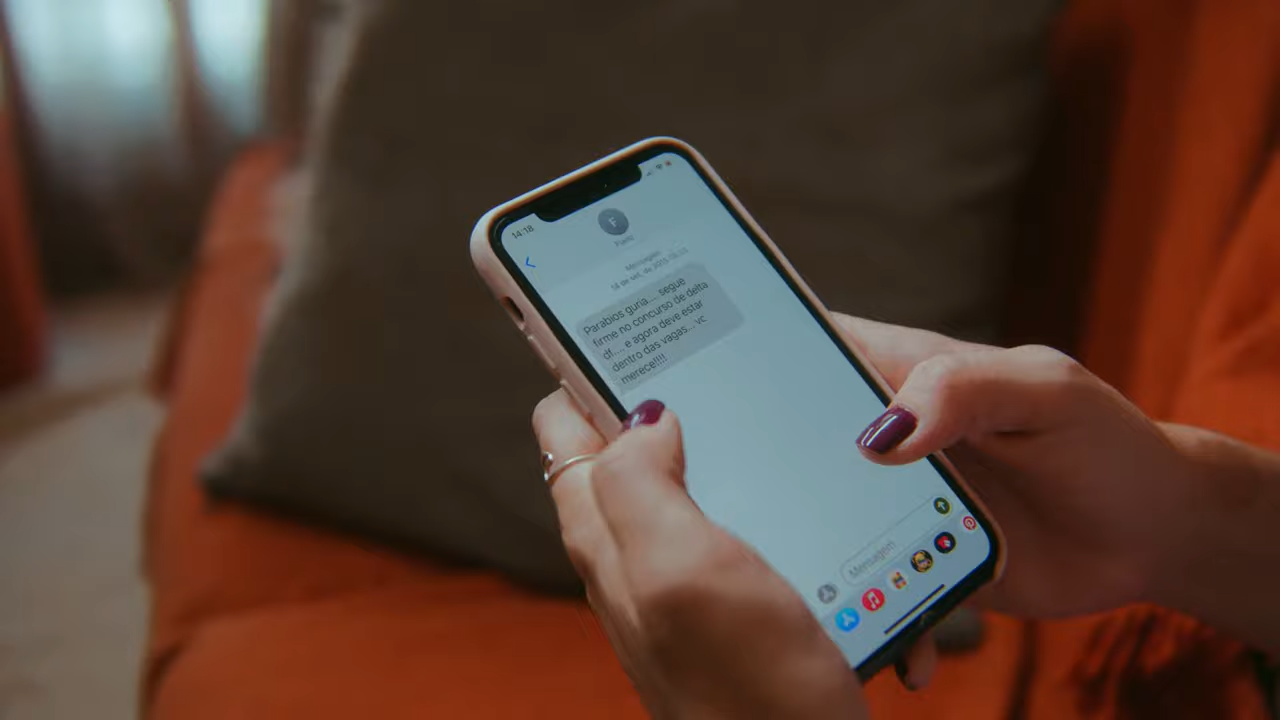 14:18
F
Mensagem
Parabios guria.... segue
firme no concurso de delta
df.... e agora deve estar
dentro das vagas... vc
merece!!!!
Mensagem